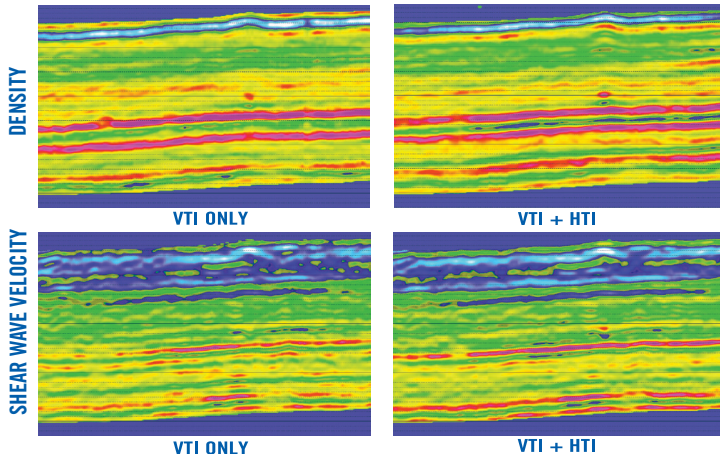 DENSITY
VTI ONLY
VTI + HTI
SHEAR WAVE VELOCITY
VTI ONLY
VTI + HTI